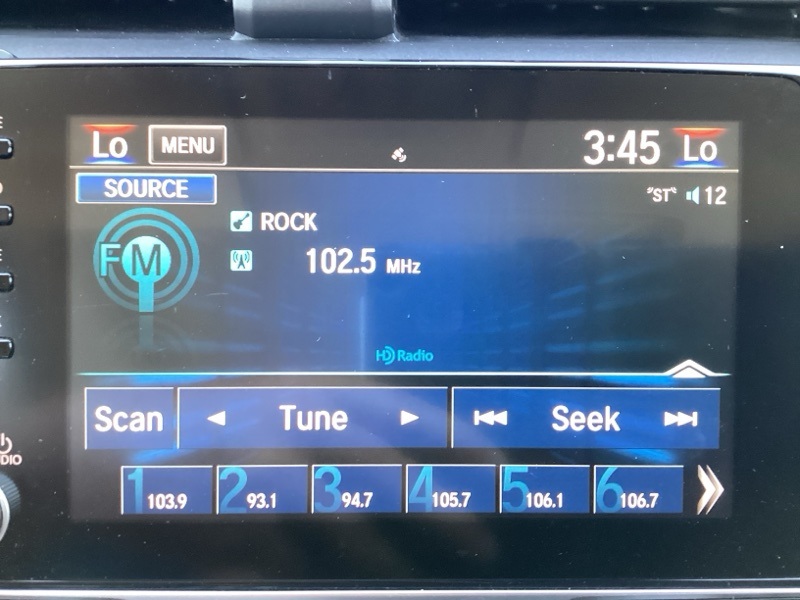 Lo MENU 3:45 Lo
SOURCE "ST" 12
FM ROCK
102.5 MHz
HD Radio
Scan Tune Seek
1 103.9 2 93.1 3 94.7 4 105.7 5 106.1 6 106.7